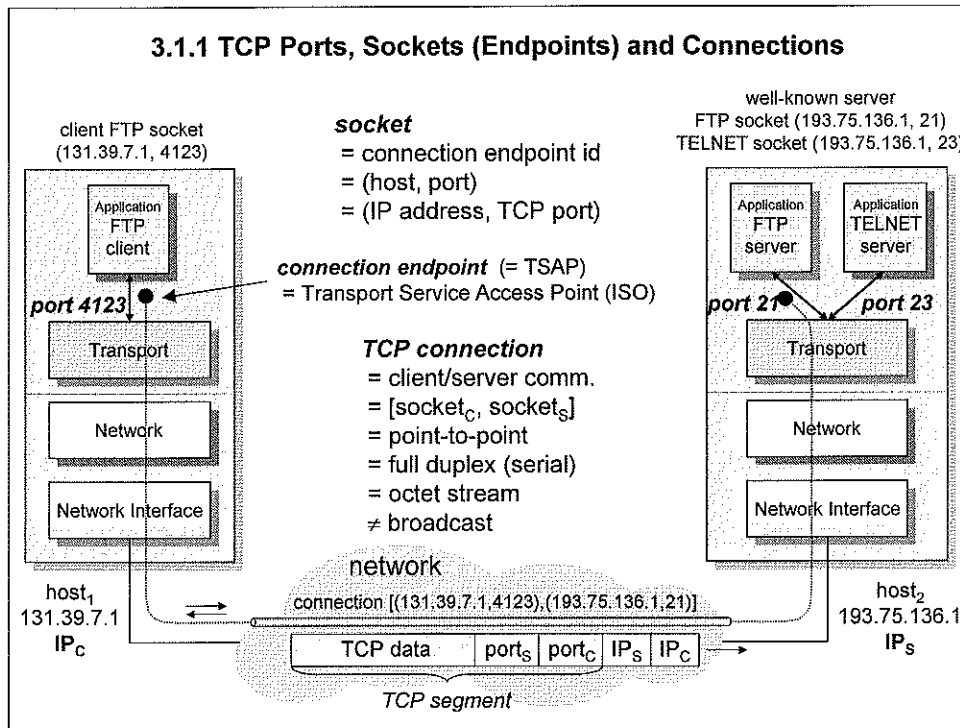 3.1.1 TCP Ports, Sockets (Endpoints) and Connections
client FTP socket
(131.39.7.1, 4123)
socket
= connection endpoint id
= (host, port)
= (IP address, TCP port)
well-known server
FTP socket (193.75.136.1, 21)
TELNET socket (193.75.136.1, 23)
Application
FTP
client
Application
FTP
server
Application
TELNET
server
connection endpoint (= TSAP)
= Transport Service Access Point (ISO)
port 4123
port 21
port 23
Transport
Transport
TCP connection
= client/server comm.
= [socketC, socketS]
= point-to-point
= full duplex (serial)
= octet stream
≠ broadcast
Network
Network
Network Interface
Network Interface
network
host1
131.39.7.1
IPC
connection [(131.39.7.1,4123),(193.75.136.1,21)]
host2
193.75.136.1
IPS
TCP data
portS
portC
IPS
IPC
TCP segment